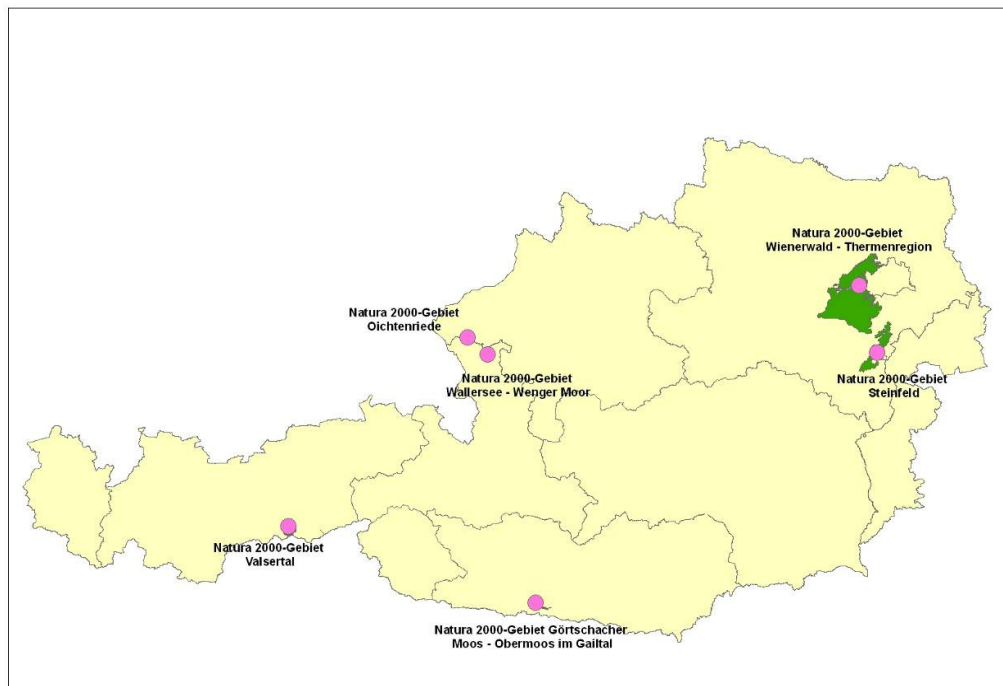 Natura 2000-Gebiet
Wienerwald - Thermenregion
Natura 2000-Gebiet
Oichtenriede
Natura 2000-Gebiet
Wallersee - Wenger Moor
Natura 2000-Gebiet
Steinfeld
Natura 2000-Gebiet
Valsertal
Natura 2000-Gebiet Görtschacher
Moos - Obermoos im Gailtal